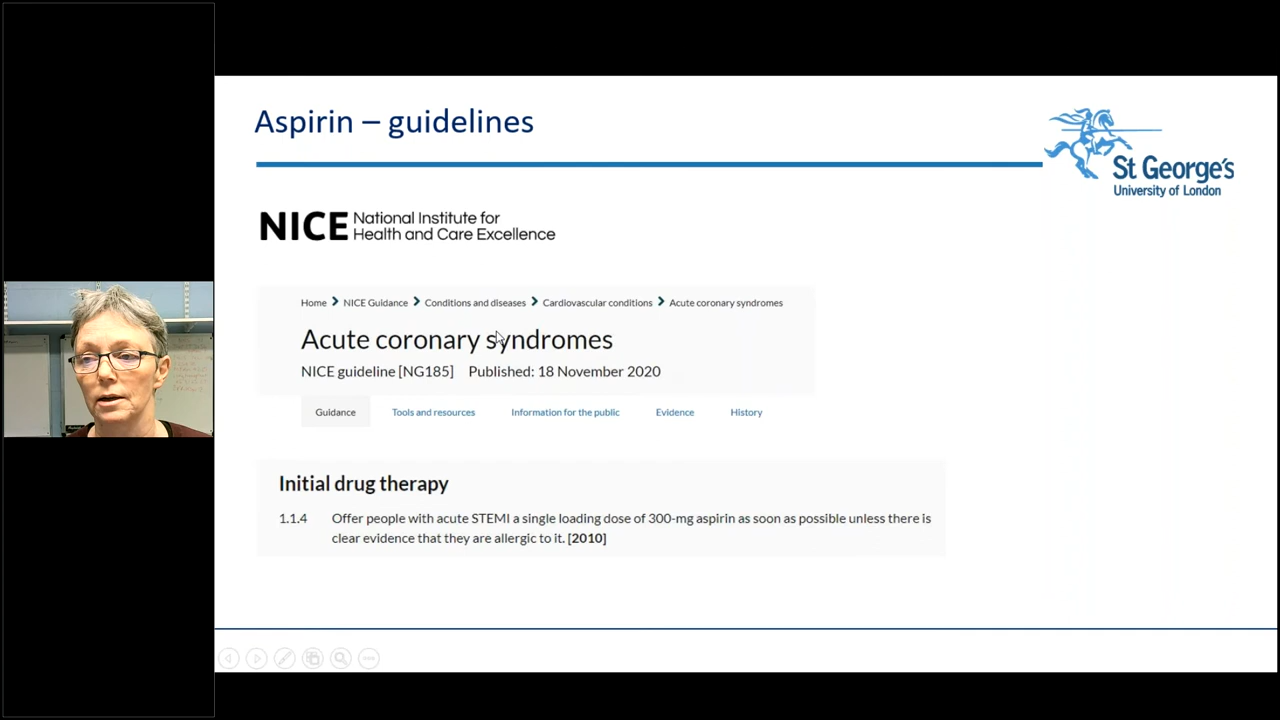 Aspirin – guidelines
St George's
University of London
NICE National Institute for
Health and Care Excellence
Home > NICE Guidance > Conditions and diseases > Cardiovascular conditions > Acute coronary syndromes
Acute coronary syndromes
NICE guideline [NG185] Published: 18 November 2020
Guidance Tools and resources Information for the public Evidence History
Initial drug therapy
1.1.4 Offer people with acute STEMI a single loading dose of 300-mg aspirin as soon as possible unless there is
clear evidence that they are allergic to it. [2010]